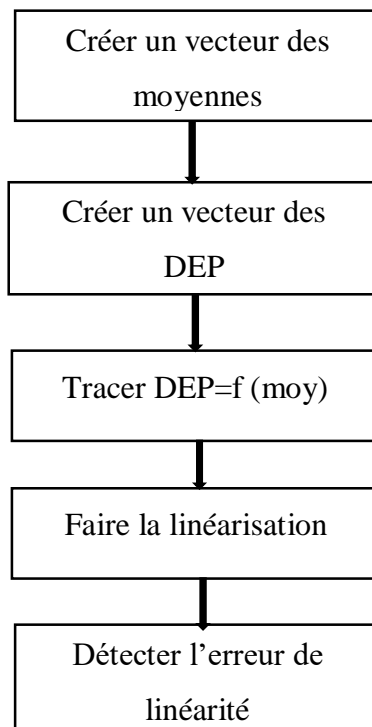 Créer un vecteur des
moyennes
Créer un vecteur des
DEP
Tracer DEP=f (moy)
Faire la linéarisation
Détecter l’erreur de
linéarité